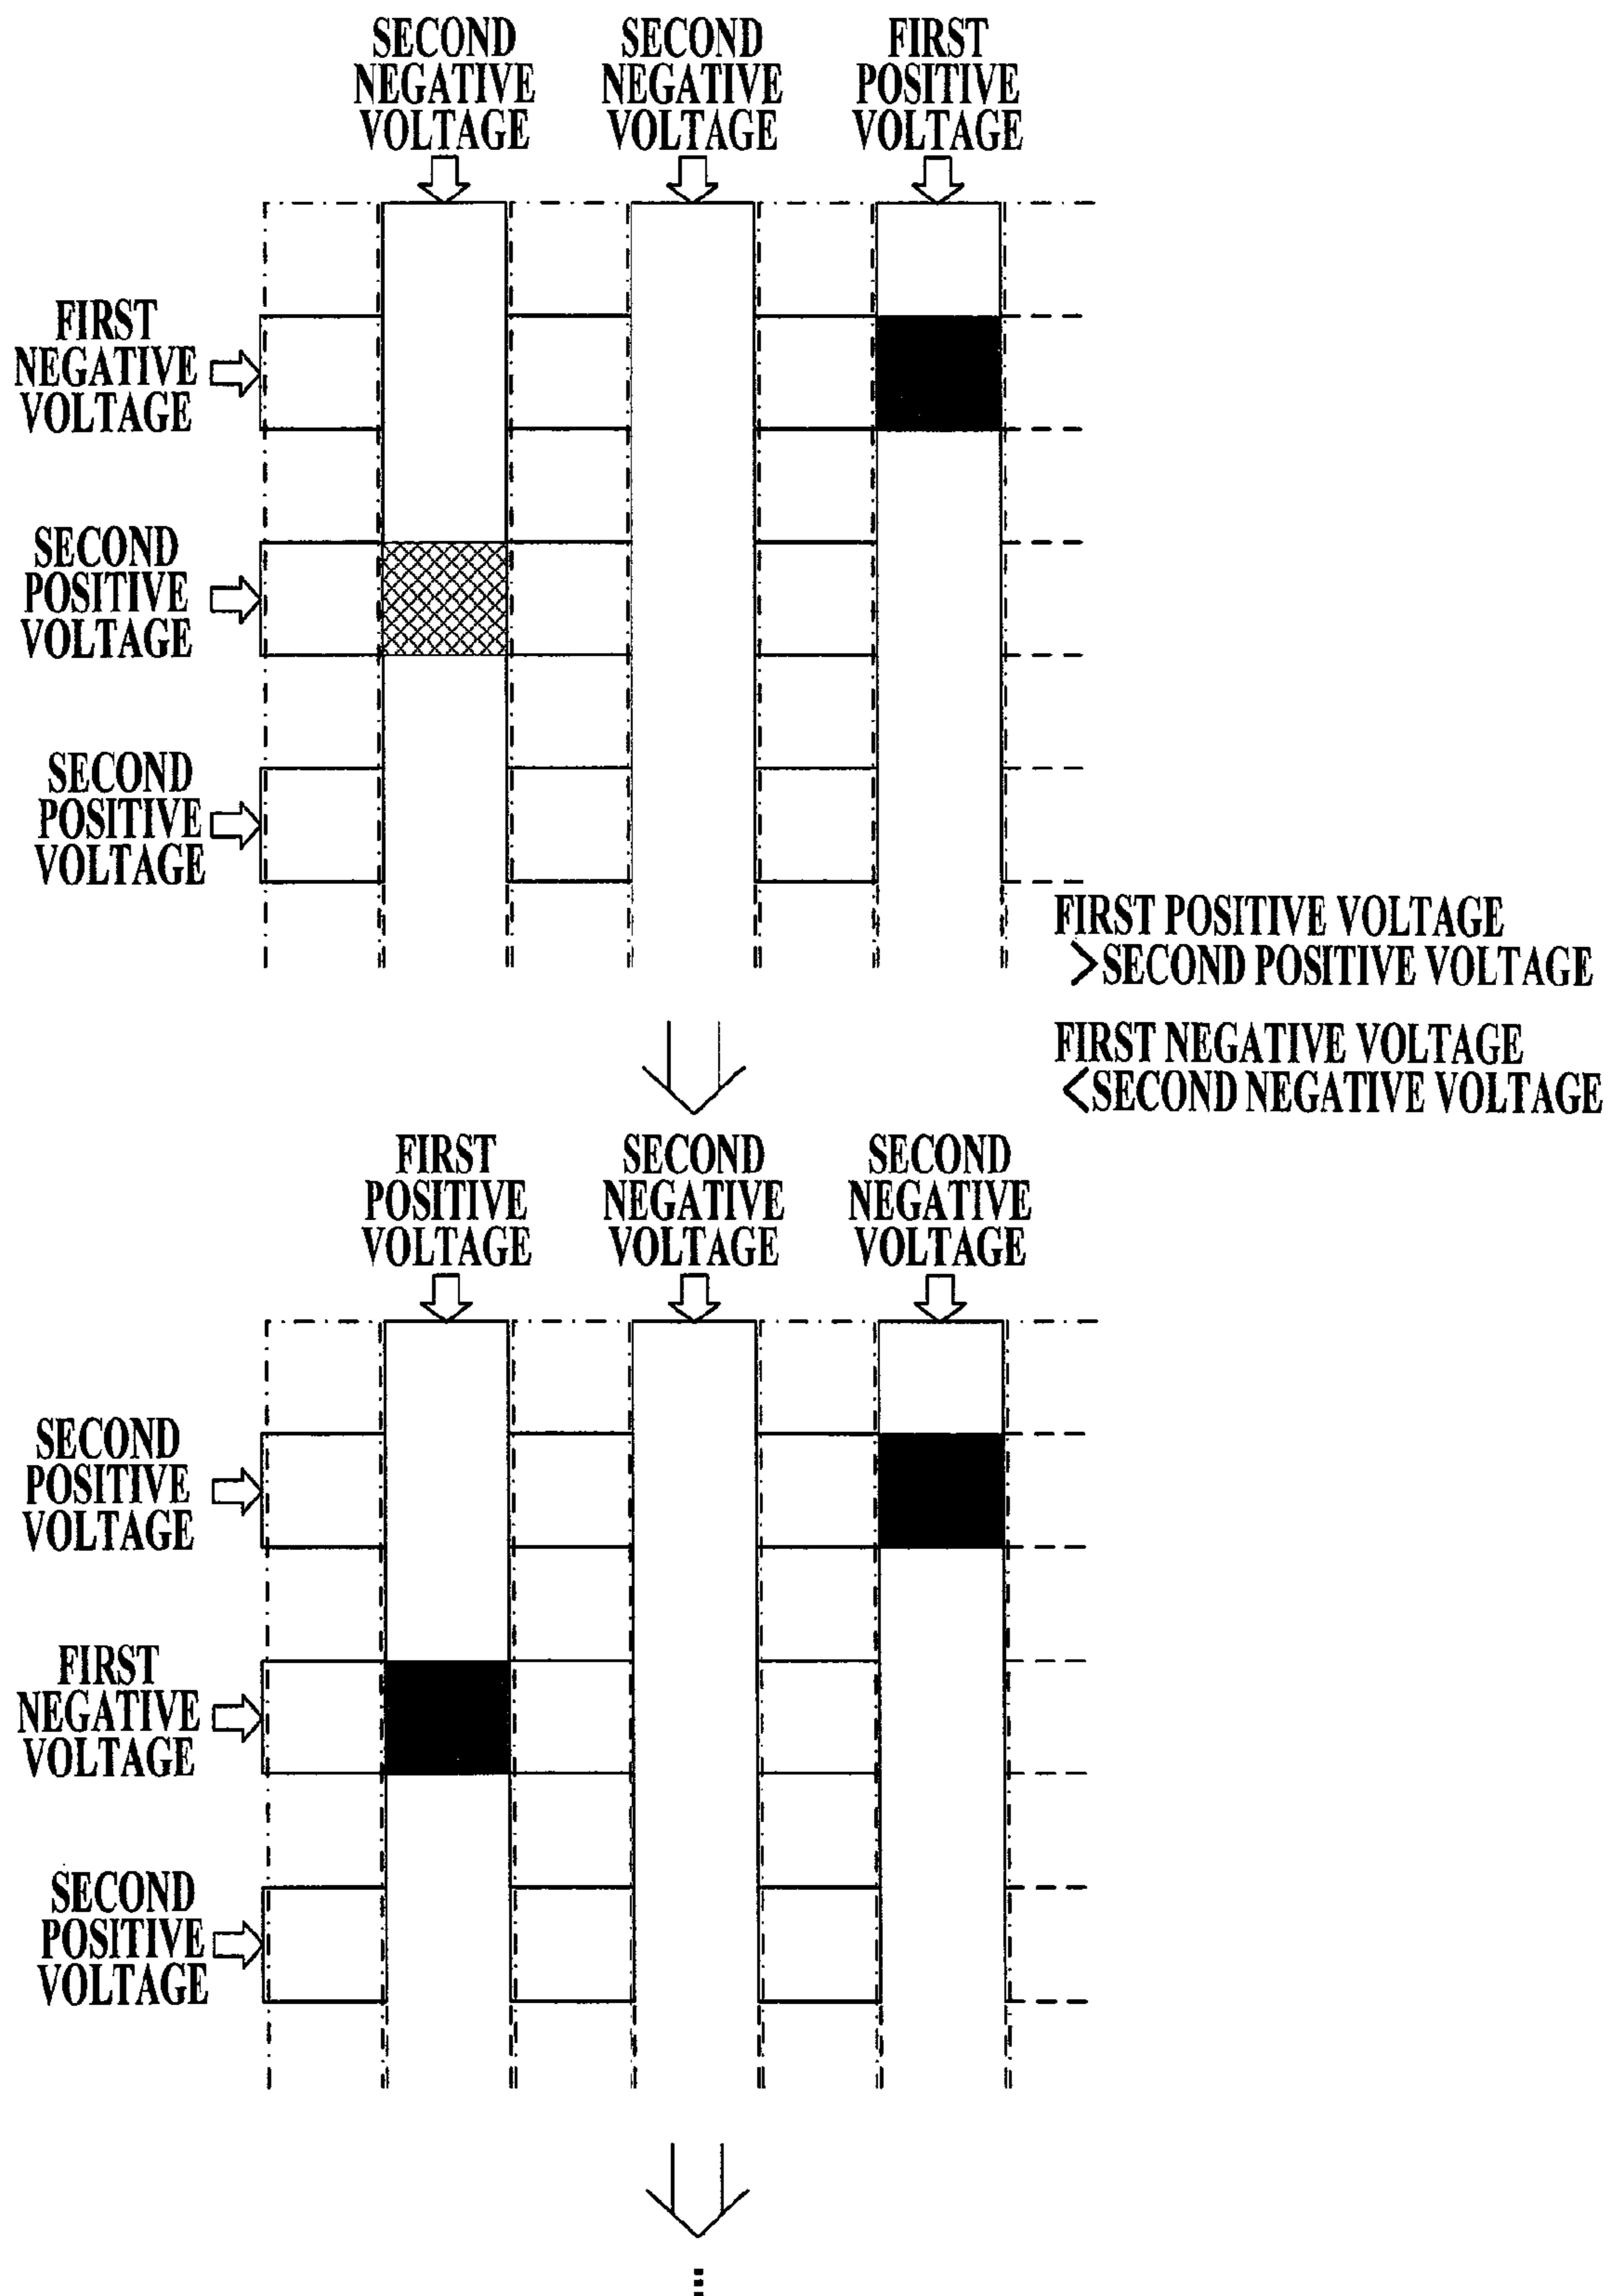 SECOND
NEGATIVE
VOLTAGE
SECOND
NEGATIVE
VOLTAGE
FIRST
POSITIVE
VOLTAGE
FIRST
NEGATIVE
VOLTAGE
SECOND
POSITIVE
VOLTAGE
SECOND
POSITIVE
VOLTAGE
FIRST POSITIVE VOLTAGE
>SECOND POSITIVE VOLTAGE
FIRST NEGATIVE VOLTAGE
<SECOND NEGATIVE VOLTAGE
FIRST
POSITIVE
VOLTAGE
SECOND
NEGATIVE
VOLTAGE
SECOND
NEGATIVE
VOLTAGE
SECOND
POSITIVE
VOLTAGE
FIRST
NEGATIVE
VOLTAGE
SECOND
POSITIVE
VOLTAGE